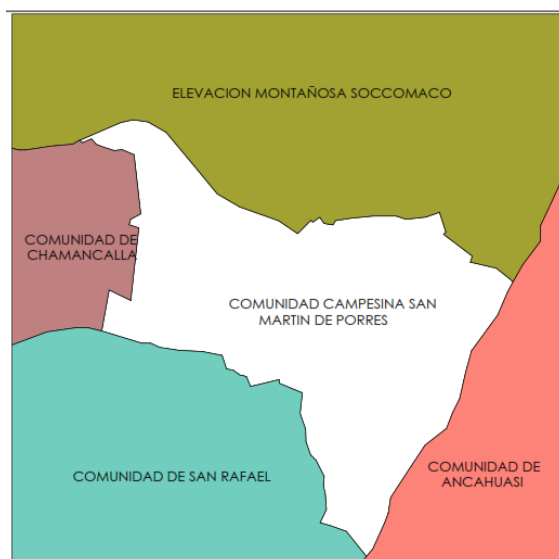 ELEVACION MONTAÑOSA SOCCOMACO
COMUNIDAD DE
CHAMANCALLA
COMUNIDAD CAMPESINA SAN
MARTIN DE PORRES
COMUNIDAD DE SAN RAFAEL
COMUNIDAD DE
ANCAHUASI